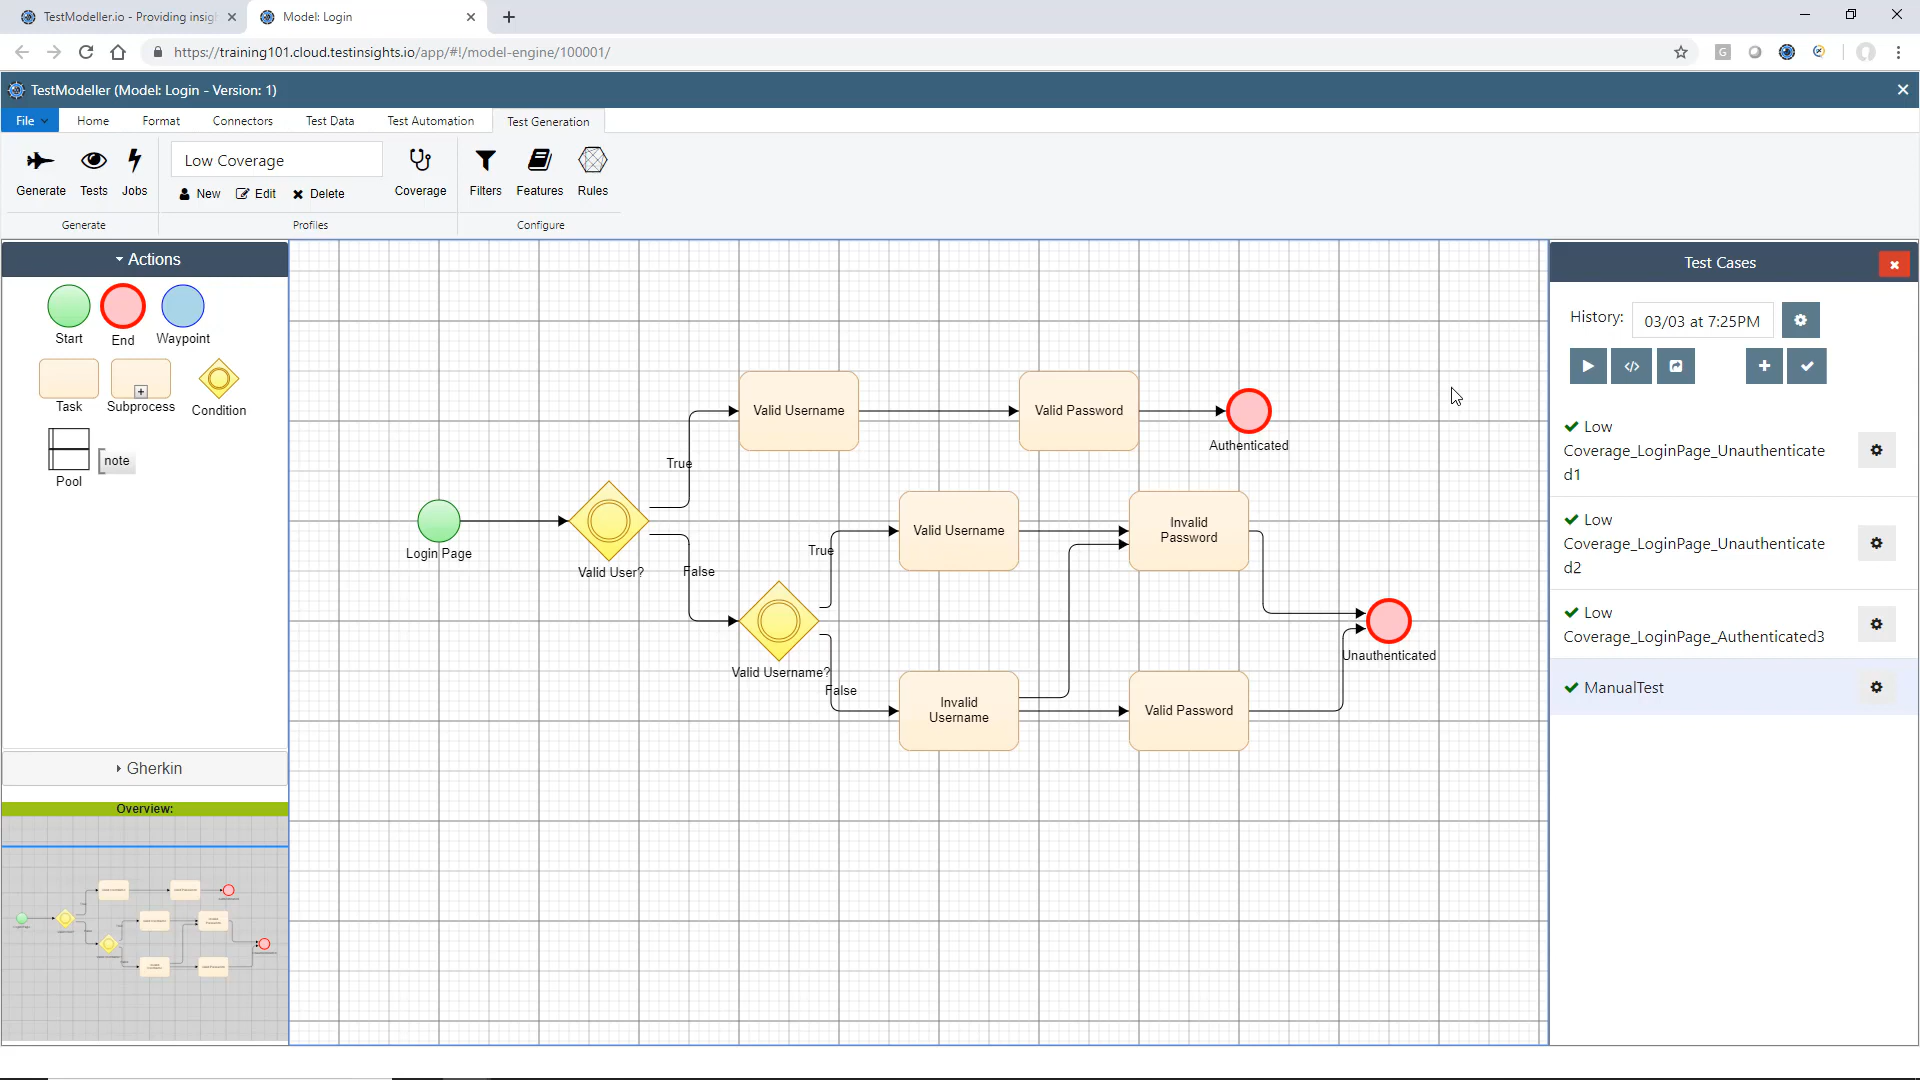 TestModeller.io - Providing insigh
Model: Login
https://training101.cloud.testinsights.io/app/#!/model-engine/100001/
G
TestModeller (Model: Login - Version: 1)
File
Home
Format
Connectors
Test Data
Test Automation
Test Generation
Generate
Tests
Jobs
Low Coverage
New
Edit
Delete
Coverage
Filters
Features
Rules
Generate
Profiles
Configure
Actions
Start
End
Waypoint
Task
Subprocess
Condition
Pool
note
Gherkin
Overview:
Valid Username
Valid Password
Authenticated
True
Login Page
Valid User?
False
True
Valid Username
Invalid
Password
Valid Username?
False
Invalid
Username
Valid Password
Unauthenticated
Test Cases
History:
03/03 at 7:25PM
Low
Coverage_LoginPage_Unauthenticate
d1
Low
Coverage_LoginPage_Unauthenticate
d2
Low
Coverage_LoginPage_Authenticated3
ManualTest